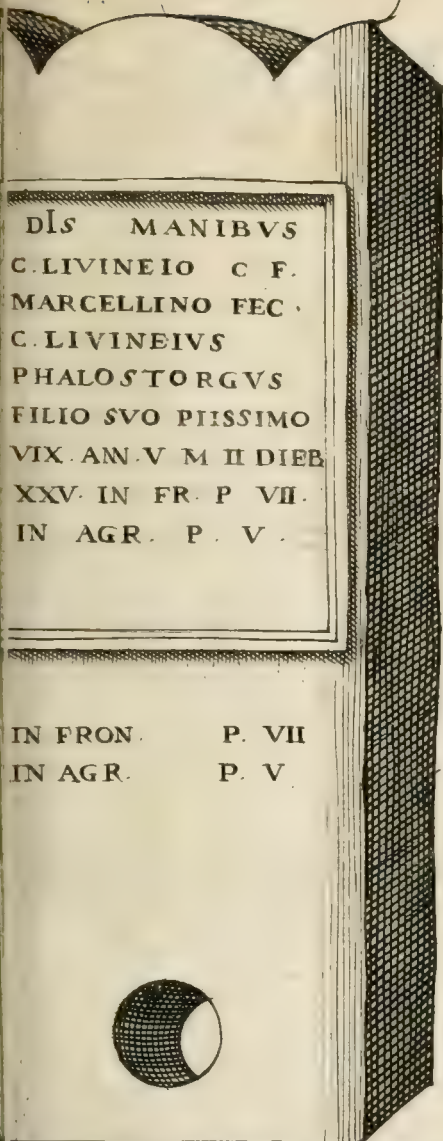 DIS MANIBVS
C. LIVINEIO C F.
MARCELLINO FEC ·
C. LIVINEIVS
PHALOSTORGVS
FILIO SVO PIISSIMO
VIX. ANN. V M II DIEB
XXV. IN FR. P VII.
IN AGR. P. V.
IN FRON. P. VII
IN AGR. P. V